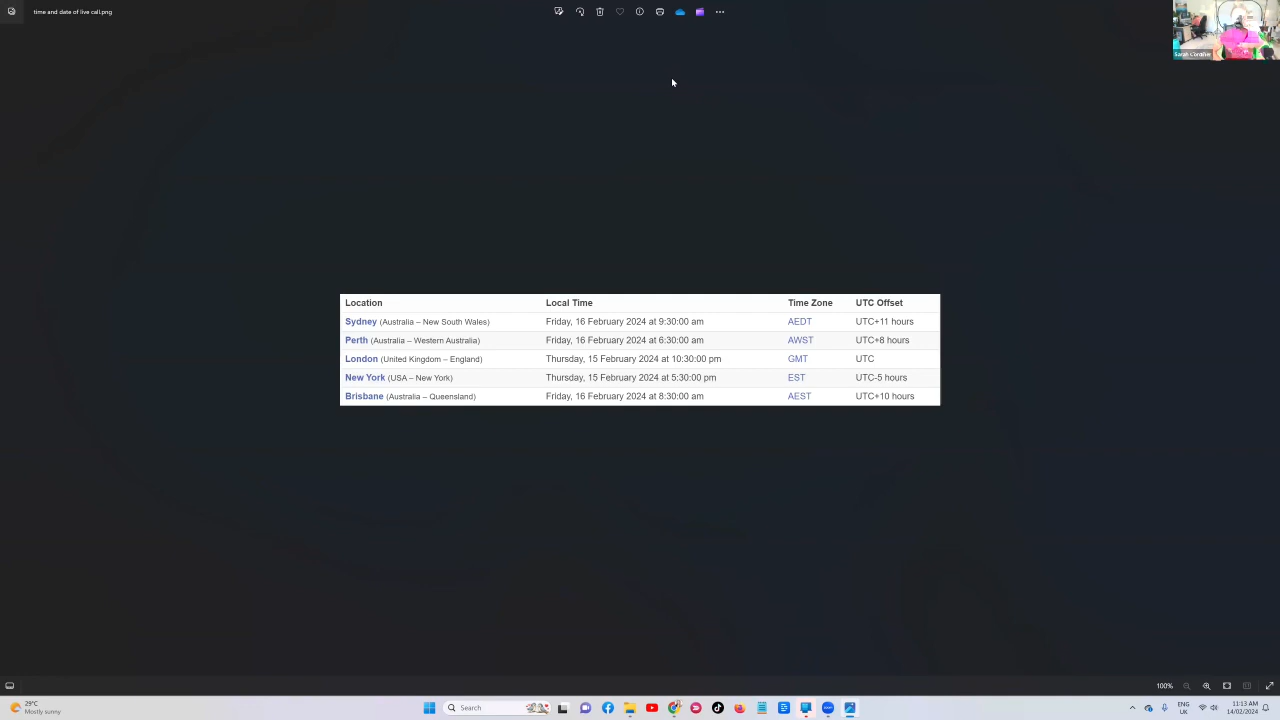 time and date of live call.png
Sarah Cordiner
Location Local Time Time Zone UTC Offset
Sydney (Australia – New South Wales) Friday, 16 February 2024 at 9:30:00 am AEDT UTC+11 hours
Perth (Australia – Western Australia) Friday, 16 February 2024 at 6:30:00 am AWST UTC+8 hours
London (United Kingdom – England) Thursday, 15 February 2024 at 10:30:00 pm GMT UTC
New York (USA – New York) Thursday, 15 February 2024 at 5:30:00 pm EST UTC-5 hours
Brisbane (Australia – Queensland) Friday, 16 February 2024 at 8:30:00 am AEST UTC+10 hours
100%
29°C
Mostly sunny
Search
ENG
UK
11:13 AM
14/02/2024